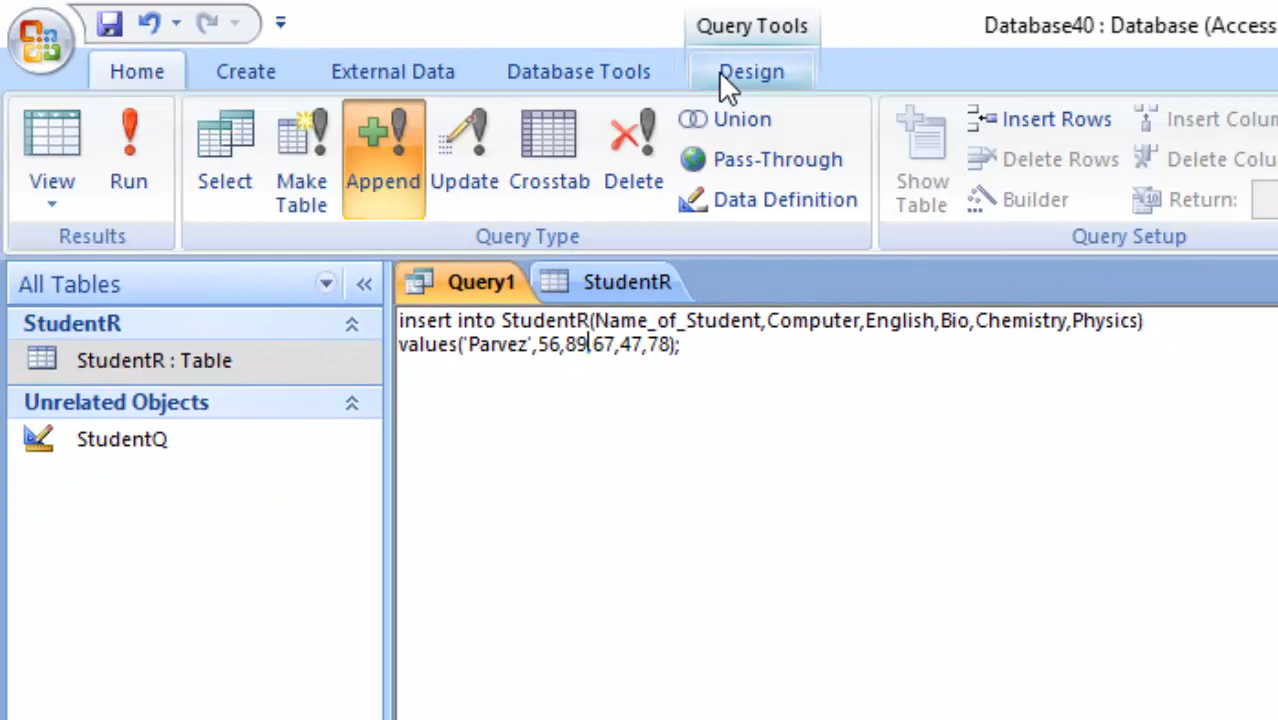 Query Tools
Database40 : Database (Access
Home Create External Data Database Tools Design
View
Run
Select
Make Table
Append
Update
Crosstab
Delete
Union
Pass-Through
Data Definition
Show Table
Insert Rows
Delete Rows
Builder
Insert Colum
Delete Colu
Return:
Results
Query Type
Query Setup
All Tables
StudentR
StudentR : Table
Unrelated Objects
StudentQ
Query1 StudentR
insert into StudentR(Name_of_Student,Computer,English,Bio,Chemistry,Physics)
values('Parvez',56,89,67,47,78);